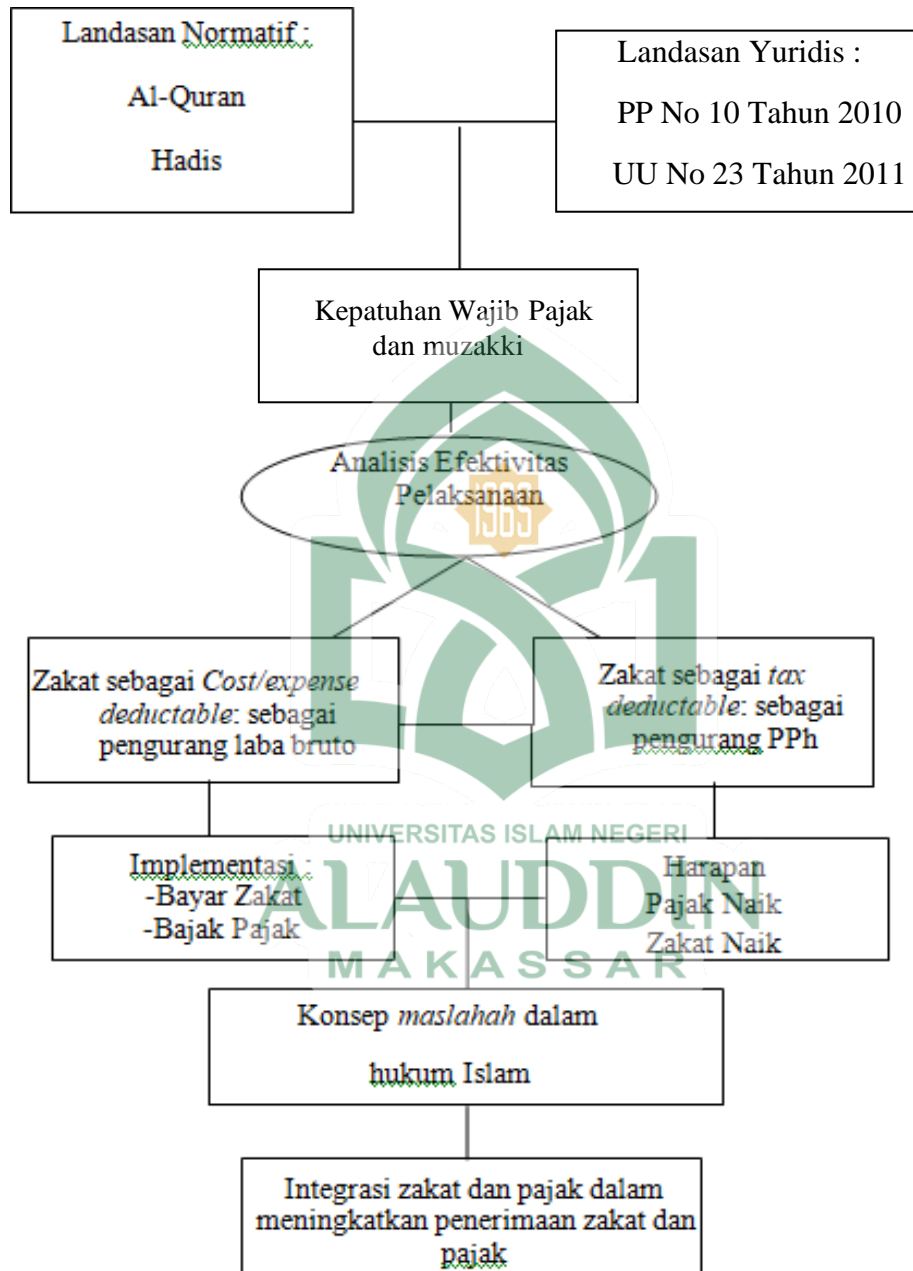 Landasan Normatif :
Al-Quran
Hadis
Landasan Yuridis :
PP No 10 Tahun 2010
UU No 23 Tahun 2011
Kepatuhan Wajib Pajak
dan muzakki
Analisis Efektivitas
Pelaksanaan
1965
Zakat sebagai Cost/expense
deductable: sebagai
pengurang laba bruto
Zakat sebagai tax
deductable: sebagai
pengurang PPh
UNIVERSITAS ISLAM NEGERI
Implementasi :
-Bayar Zakat
-Bajak Pajak
Harapan
Pajak Naik
Zakat Naik
ALAUDDIN
MAKASSAR
Konsep maslahah dalam
hukum Islam
Integrasi zakat dan pajak dalam
meningkatkan penerimaan zakat dan
pajak